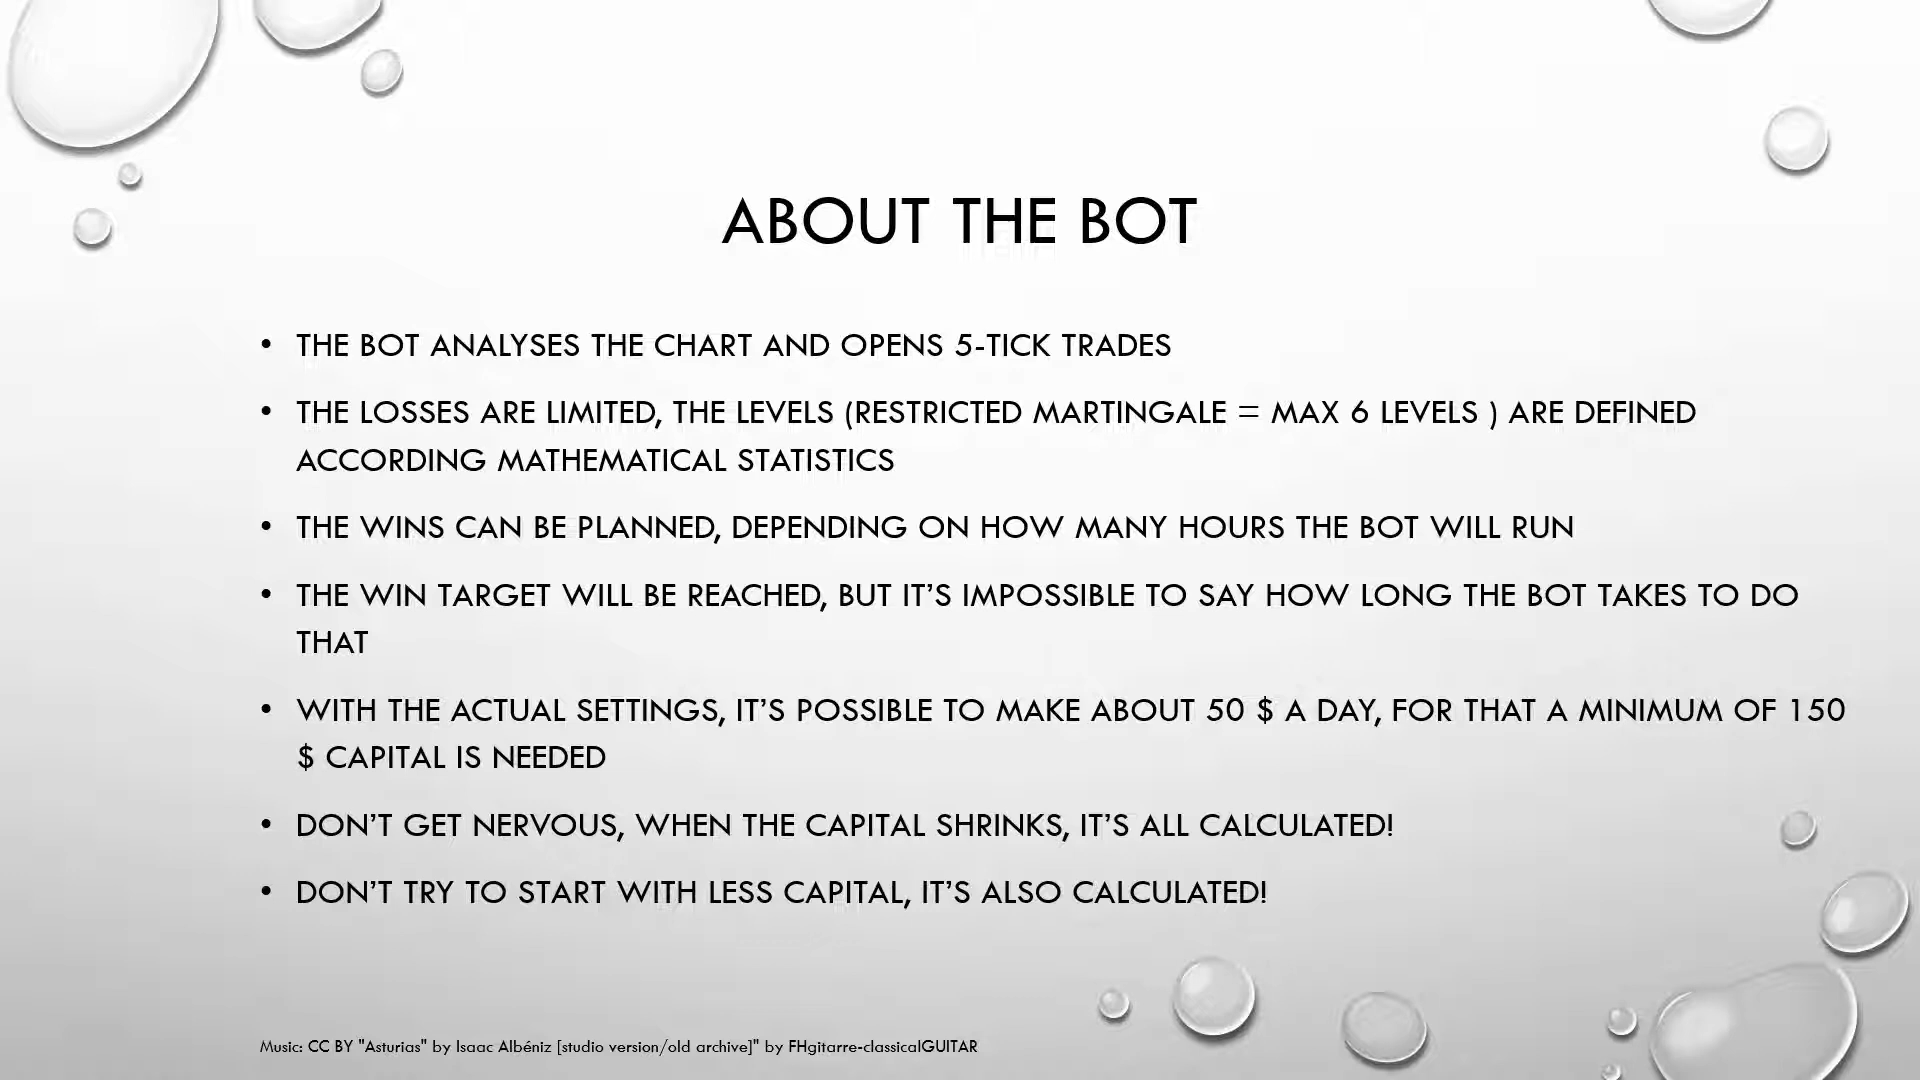 ABOUT THE BOT
• THE BOT ANALYSES THE CHART AND OPENS 5-TICK TRADES
• THE LOSSES ARE LIMITED, THE LEVELS (RESTRICTED MARTINGALE = MAX 6 LEVELS ) ARE DEFINED
ACCORDING MATHEMATICAL STATISTICS
• THE WINS CAN BE PLANNED, DEPENDING ON HOW MANY HOURS THE BOT WILL RUN
• THE WIN TARGET WILL BE REACHED, BUT IT’S IMPOSSIBLE TO SAY HOW LONG THE BOT TAKES TO DO
THAT
• WITH THE ACTUAL SETTINGS, IT’S POSSIBLE TO MAKE ABOUT 50 $ A DAY, FOR THAT A MINIMUM OF 150
$ CAPITAL IS NEEDED
• DON’T GET NERVOUS, WHEN THE CAPITAL SHRINKS, IT’S ALL CALCULATED!
• DON’T TRY TO START WITH LESS CAPITAL, IT’S ALSO CALCULATED!
Music: CC BY "Asturias" by Isaac Albéniz [studio version/old archive]" by FHgitarre-classicalGUITAR